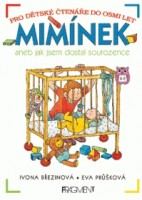 PRO DĚTSKÉ ČTENÁŘE DO OSMI LET
MIMÍNEK
aneb jak jsem dostal sourozence
IVONA BŘEZINOVÁ • EVA PRŮŠKOVÁ
FRAGMENT